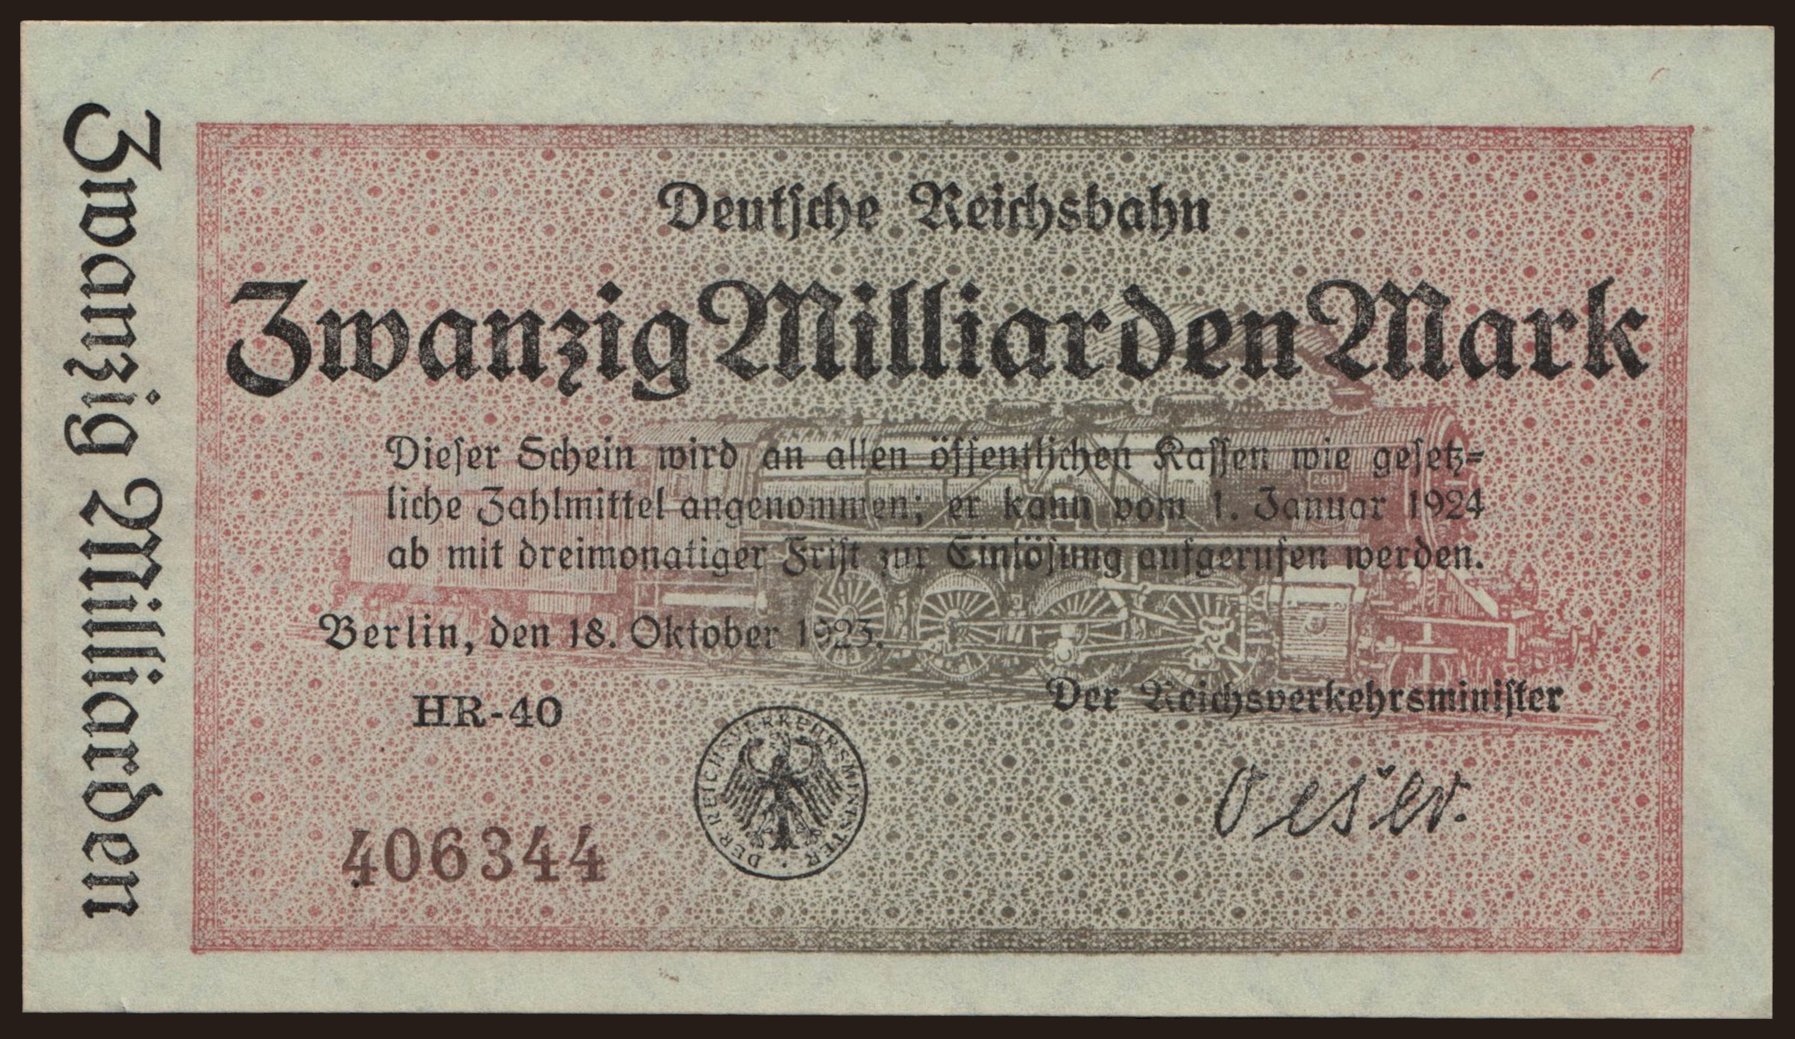 Zwanzig Milliarden
Deutsche Reichsbahn
Zwanzig Milliarden Mark
Dieser Schein wird an allen öffentlichen Kassen wie gesetz=
liche Zahlmittel angenommen; er kann vom 1. Januar 1924
ab mit dreimonatiger Frist zur Einlösung aufgerufen werden.
2811
Berlin, den 18. Oktober 1923.
HR-40
Der Reichsverkehrsminister
DER REICHSVERKEHRSMINISTER
Oeser.
406344